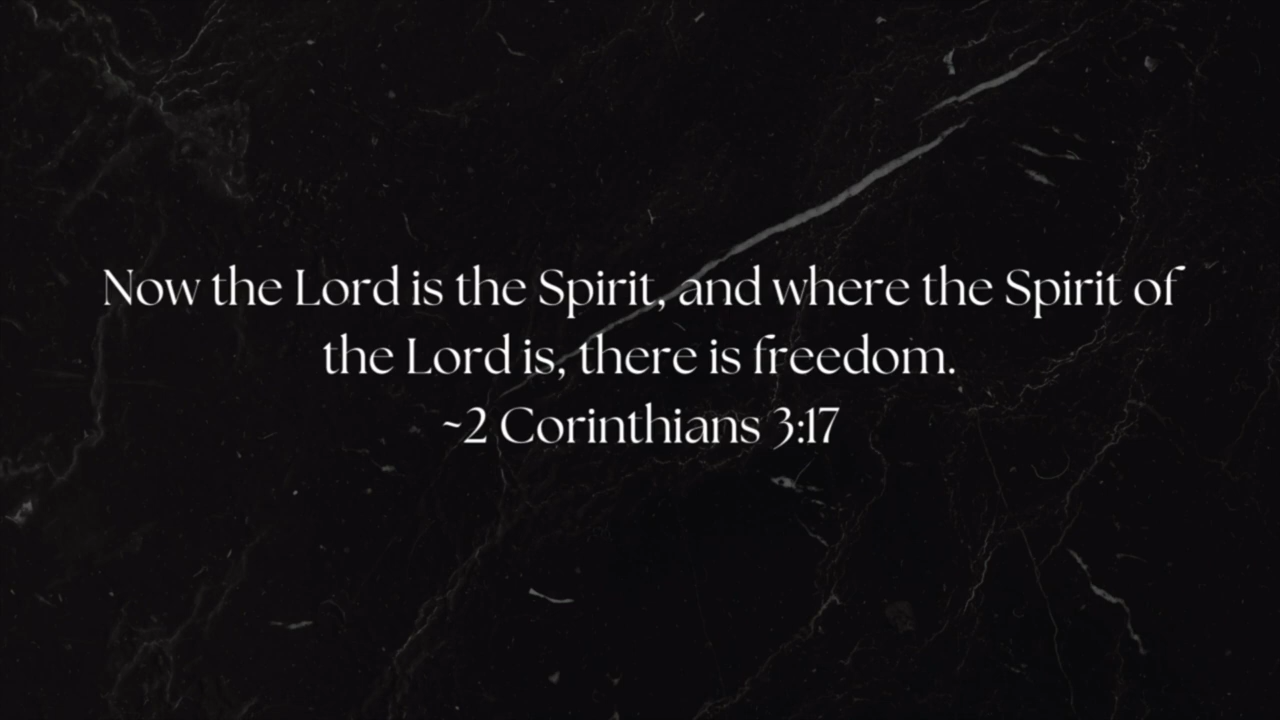 Now the Lord is the Spirit, and where the Spirit of
the Lord is, there is freedom.
~2 Corinthians 3:17